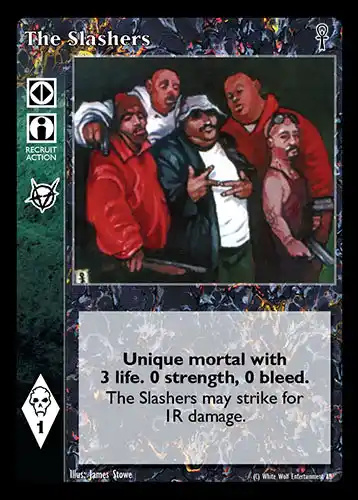 The Slashers
RECRUIT
ACTION
Unique mortal with
3 life. 0 strength, 0 bleed.
The Slashers may strike for
1R damage.
1
Illus: James Stowe
(C) White Wolf Entertainment AB